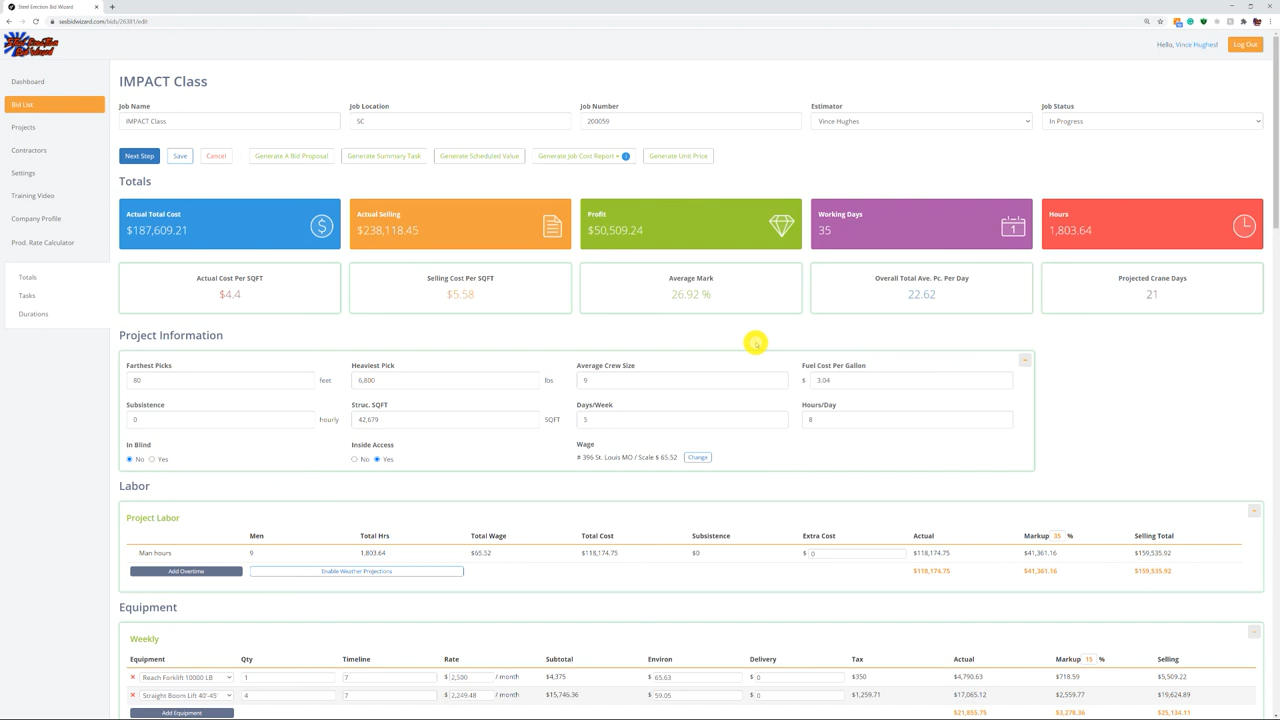 Steel Erection Bid Wizard
sesbidwizard.com/bids/26381/edit
Steel Erection
Bid Wizard
Hello, Vince Hughes!
Log Out
Dashboard
Bid List
Projects
Contractors
Settings
Training Video
Company Profile
Prod. Rate Calculator
Totals
Tasks
Durations
IMPACT Class
Job Name Job Location Job Number Estimator Job Status
IMPACT Class SC 200059 Vince Hughes In Progress
Next Step Save Cancel Generate A Bid Proposal Generate Summary Task Generate Scheduled Value Generate Job Cost Report Generate Unit Price
Totals
Actual Total Cost Actual Selling Profit Working Days Hours
$187,609.21 $238,118.45 $50,509.24 35 1,803.64
Actual Cost Per SQFT Selling Cost Per SQFT Average Mark Overall Total Ave. Pc. Per Day Projected Crane Days
$4.4 $5.58 26.92 % 22.62 21
Project Information
Farthest Picks Heaviest Pick Average Crew Size Fuel Cost Per Gallon
80 feet 6,800 lbs 9 $ 3.04
Subsistence Struc. SQFT Days/Week Hours/Day
0 hourly 42,679 SQFT 5 8
In Blind Inside Access Wage
No Yes No Yes # 396 St. Louis MO / Scale $ 65.52 Change
Labor
Project Labor
Men Total Hrs Total Wage Total Cost Subsistence Extra Cost Actual Markup 35 % Selling Total
Man hours 9 1,803.64 $65.52 $118,174.75 $0 $ 0 $118,174.75 $41,361.16 $159,535.92
Add Overtime Enable Weather Projections $118,174.75 $41,361.16 $159,535.92
Equipment
Weekly
Equipment Qty Timeline Rate Subtotal Environ Delivery Tax Actual Markup 15 % Selling
Reach Forklift 10000 LB 1 7 $ 2,500 / month $4,375 $ 65.63 $ 0 $350 $4,790.63 $718.59 $5,509.22
Straight Boom Lift 40'-45' 4 7 $ 2,249.48 / month $15,746.36 $ 59.05 $ 0 $1,259.71 $17,065.12 $2,559.77 $19,624.89
Add Equipment $21,855.75 $3,278.36 $25,134.11